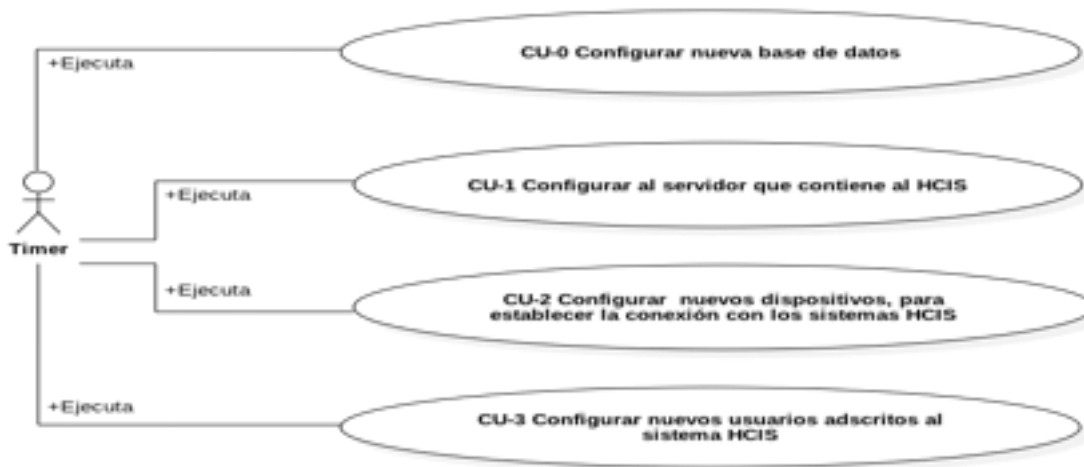 CU-0 Configurar nueva base de datos
+Ejecuta
CU-1 Configurar al servidor que contiene al HCIS
+Ejecuta
Timer
+Ejecuta
CU-2 Configurar nuevos dispositivos, para
establecer la conexión con los sistemas HCIS
+Ejecuta
CU-3 Configurar nuevos usuarios adscritos al
sistema HCIS